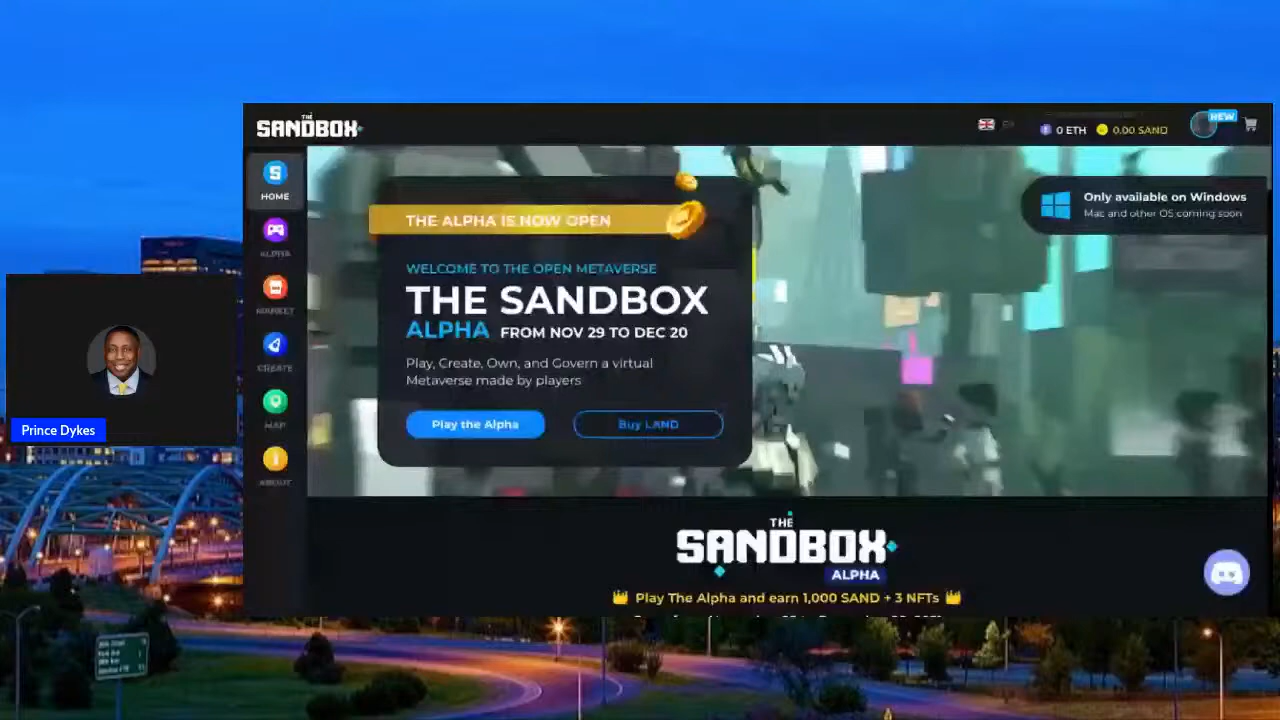 THE
SANDBOX
0 ETH
0.00 SAND
NEW
HOME
ALPHA
MARKET
CREATE
MAP
ABOUT
THE ALPHA IS NOW OPEN
WELCOME TO THE OPEN METAVERSE
THE SANDBOX
ALPHA FROM NOV 29 TO DEC 20
Play, Create, Own, and Govern a virtual
Metaverse made by players
Play the Alpha
Buy LAND
Only available on Windows
Mac and other OS coming soon
Prince Dykes
THE
SANDBOX
ALPHA
Play The Alpha and earn 1,000 SAND + 3 NFTs